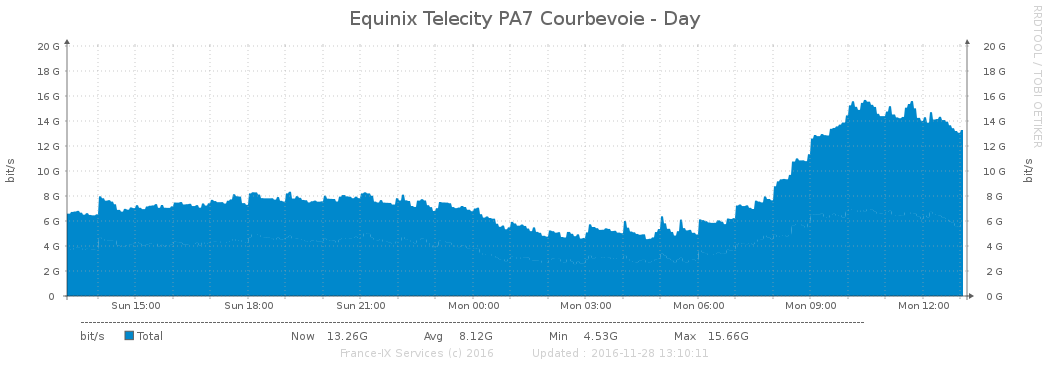 Equinix Telecity PA7 Courbevoie - Day
RRDTOOL / TOBI OETIKER
20 G 20 G
18 G 18 G
16 G 16 G
14 G 14 G
12 G 12 G
10 G 10 G
8 G 8 G
6 G 6 G
4 G 4 G
2 G 2 G
0 0 G
bit/s
bit/s
Sun 15:00 Sun 18:00 Sun 21:00 Mon 00:00 Mon 03:00 Mon 06:00 Mon 09:00 Mon 12:00
bit/s Total Now 13.26G Avg 8.12G Min 4.53G Max 15.66G
France-IX Services (c) 2016 Updated : 2016-11-28 13:10:11